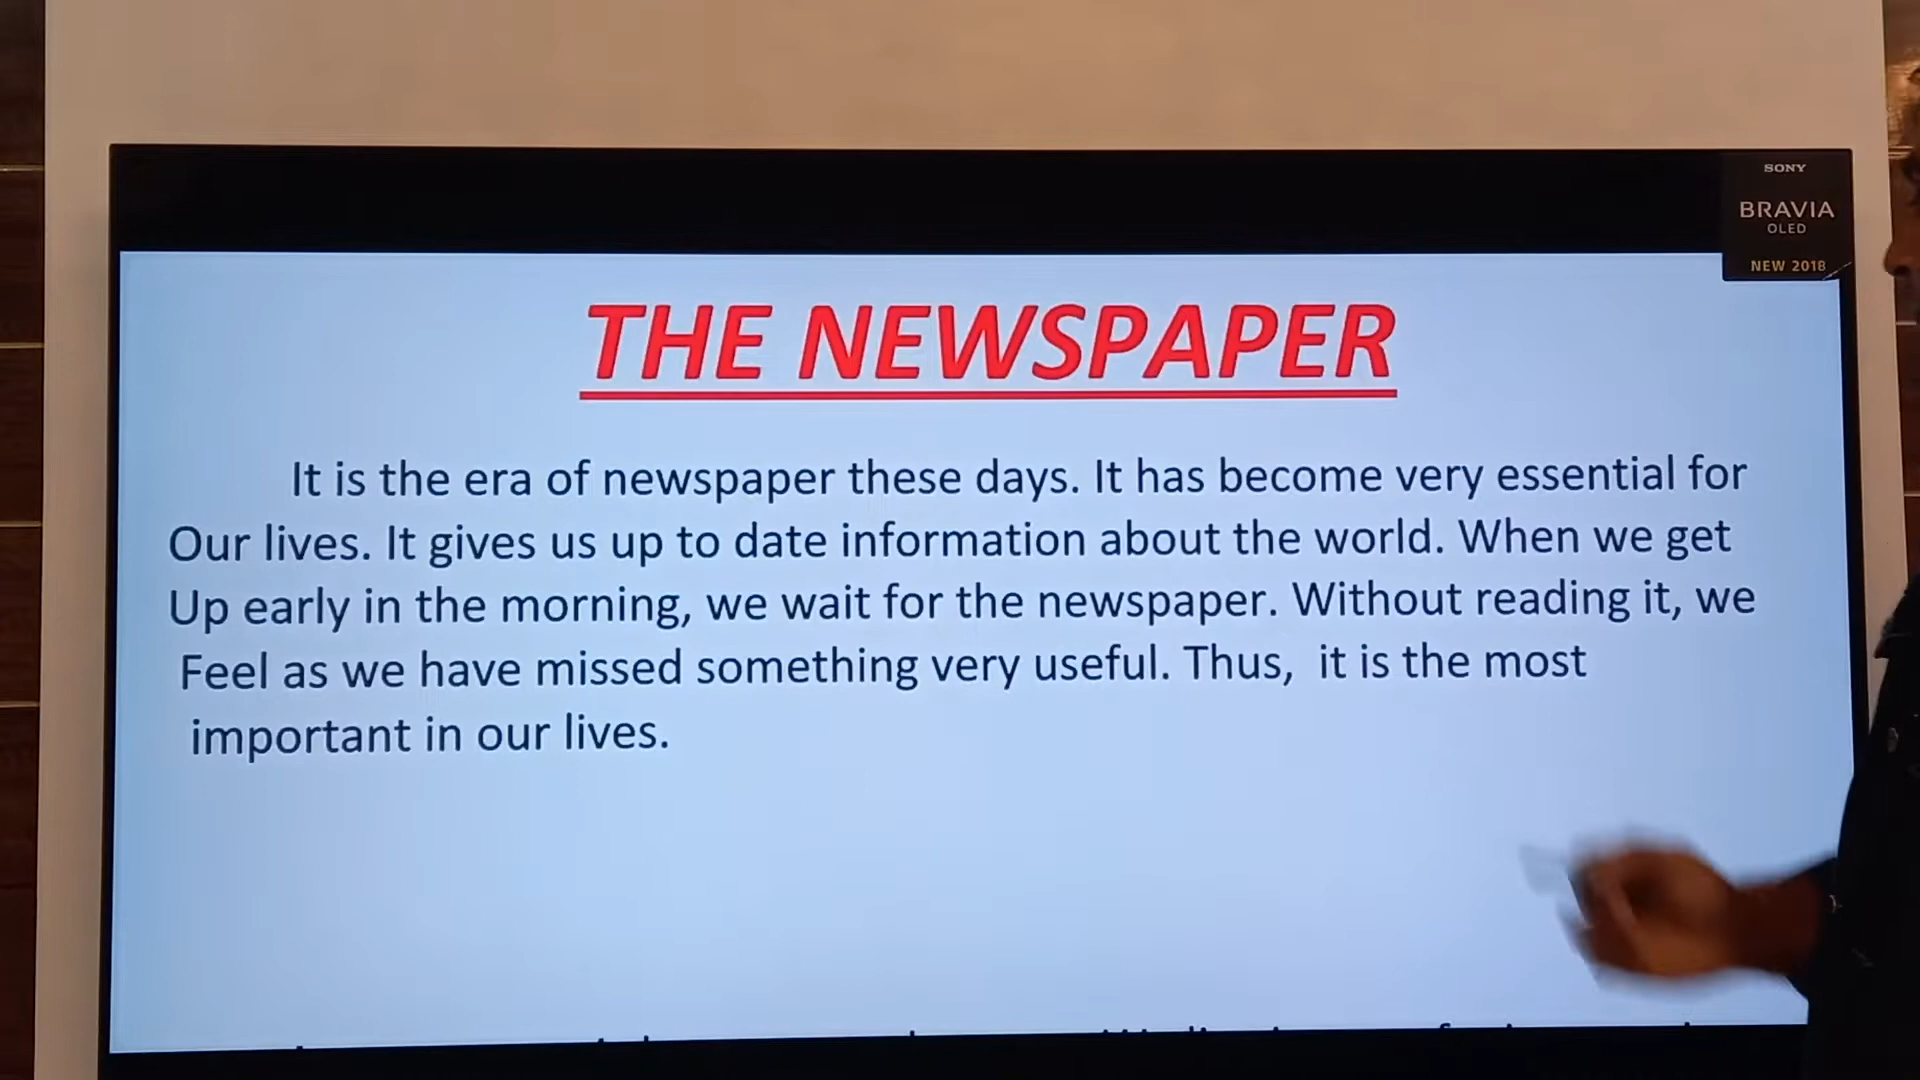 SONY
BRAVIA
OLED
NEW 2018
THE NEWSPAPER
It is the era of newspaper these days. It has become very essential for
Our lives. It gives us up to date information about the world. When we get
Up early in the morning, we wait for the newspaper. Without reading it, we
Feel as we have missed something very useful. Thus, it is the most
important in our lives.